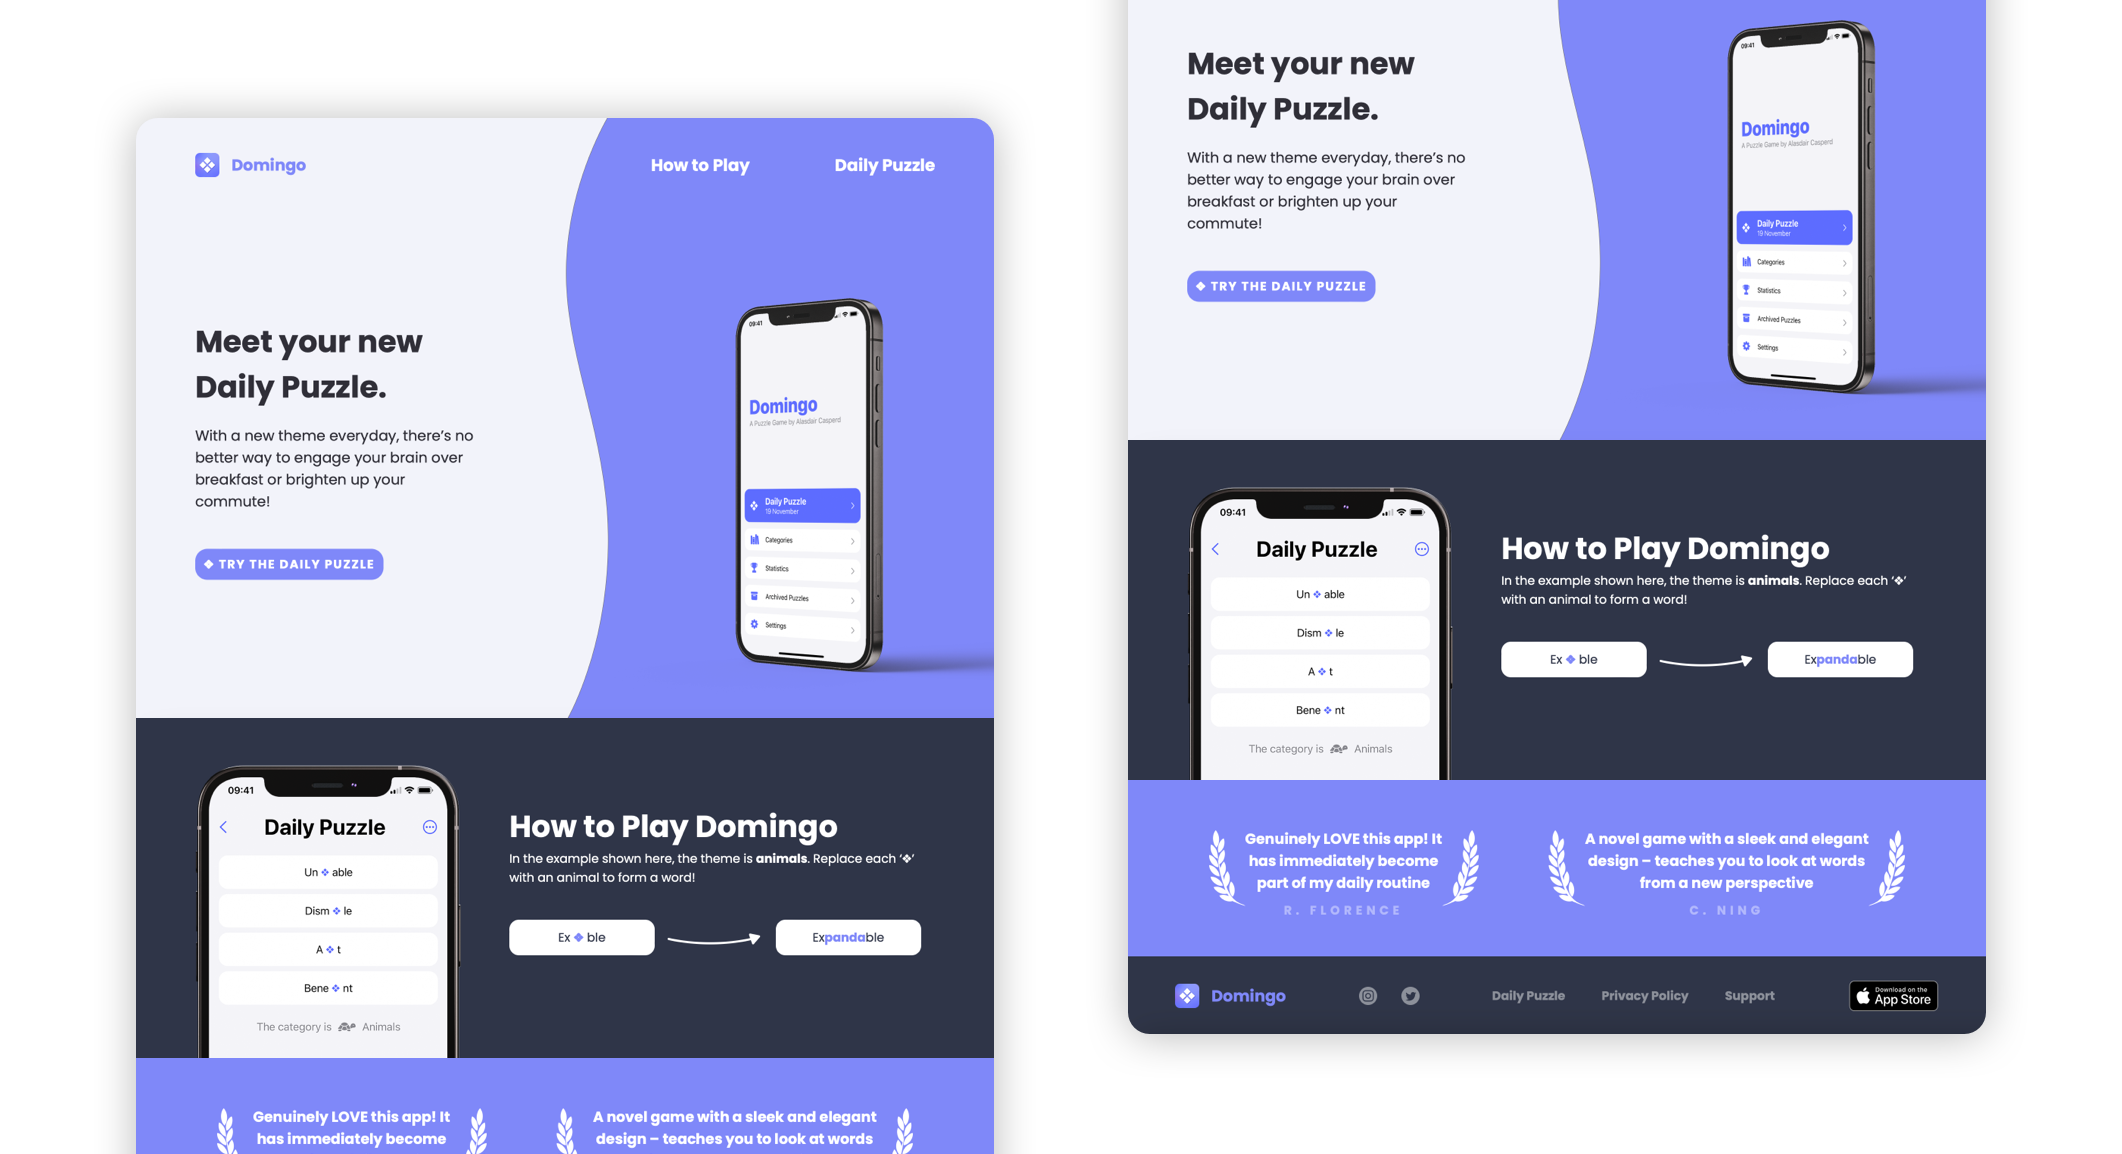 Domingo
How to Play
Daily Puzzle
Meet your new
Daily Puzzle.
With a new theme everyday, there's no
better way to engage your brain over
breakfast or brighten up your
commute!
❖ TRY THE DAILY PUZZLE
09:41
Domingo
A Puzzle Game by Alasdair Casperd
Daily Puzzle
19 November
Categories
Statistics
Archived Puzzles
Settings
09:41
Daily Puzzle
Un ❖ able
Dism ❖ le
A ❖ t
Bene ❖ nt
The category is Animals
How to Play Domingo
In the example shown here, the theme is animals. Replace each ‘❖’
with an animal to form a word!
Ex ❖ ble
Expandable
Genuinely LOVE this app! It
has immediately become
A novel game with a sleek and elegant
design – teaches you to look at words
Meet your new
Daily Puzzle.
With a new theme everyday, there's no
better way to engage your brain over
breakfast or brighten up your
commute!
❖ TRY THE DAILY PUZZLE
09:41
Domingo
A Puzzle Game by Alasdair Casperd
Daily Puzzle
19 November
Categories
Statistics
Archived Puzzles
Settings
09:41
Daily Puzzle
Un ❖ able
Dism ❖ le
A ❖ t
Bene ❖ nt
The category is Animals
How to Play Domingo
In the example shown here, the theme is animals. Replace each ‘❖’
with an animal to form a word!
Ex ❖ ble
Expandable
Genuinely LOVE this app! It
has immediately become
part of my daily routine
R. FLORENCE
A novel game with a sleek and elegant
design – teaches you to look at words
from a new perspective
C. NING
Domingo
Daily Puzzle
Privacy Policy
Support
Download on the
App Store